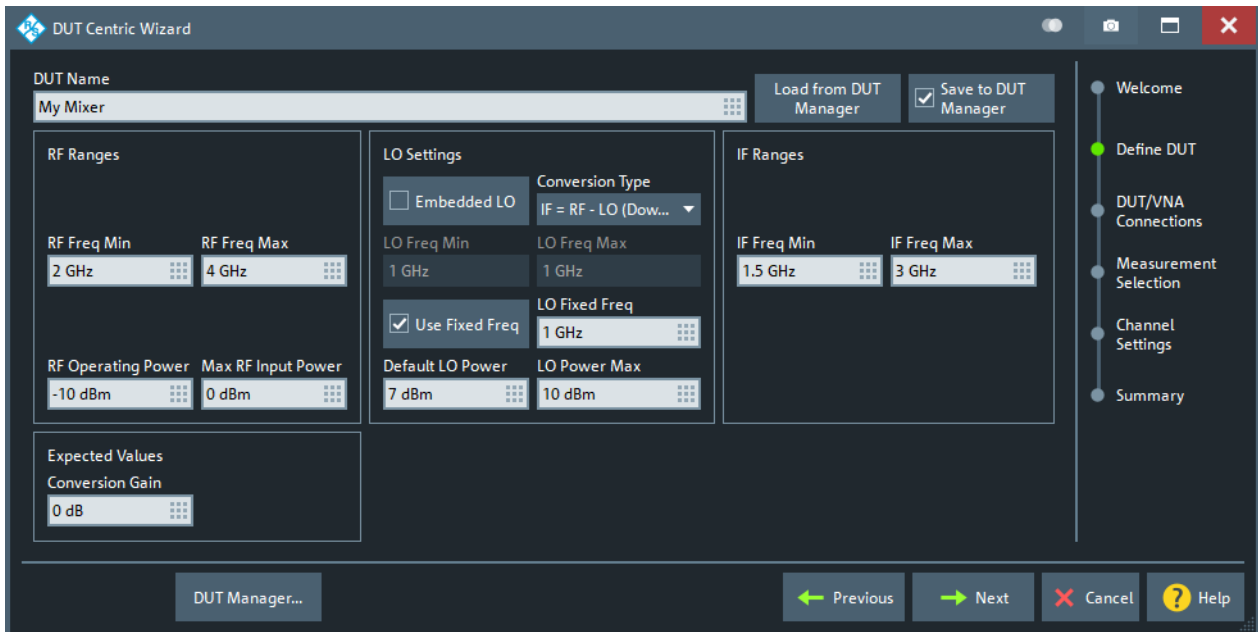 DUT Centric Wizard
DUT Name
My Mixer
Load from DUT
Manager
Save to DUT
Manager
RF Ranges
RF Freq Min
RF Freq Max
2 GHz
4 GHz
RF Operating Power
Max RF Input Power
-10 dBm
0 dBm
LO Settings
Embedded LO
Conversion Type
IF = RF - LO (Dow...
LO Freq Min
LO Freq Max
1 GHz
1 GHz
Use Fixed Freq
LO Fixed Freq
1 GHz
Default LO Power
LO Power Max
7 dBm
10 dBm
IF Ranges
IF Freq Min
IF Freq Max
1.5 GHz
3 GHz
Expected Values
Conversion Gain
0 dB
Welcome
Define DUT
DUT/VNA
Connections
Measurement
Selection
Channel
Settings
Summary
DUT Manager...
Previous
Next
Cancel
? Help